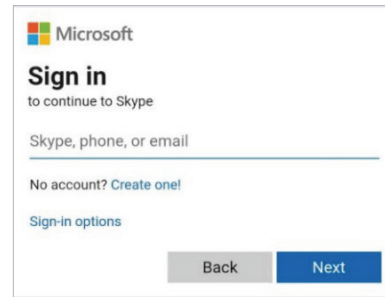 Microsoft
Sign in
to continue to Skype
Skype, phone, or email
No account? Create one!
Sign-in options
Back Next